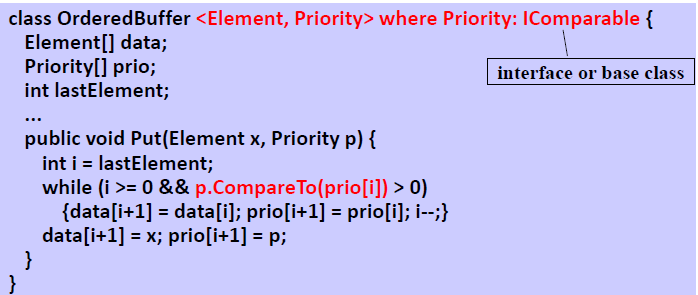 class OrderedBuffer <Element, Priority> where Priority: IComparable {
Element[] data;
Priority[] prio;
int lastElement;
interface or base class
...
public void Put(Element x, Priority p) {
int i = lastElement;
while (i >= 0 && p.CompareTo(prio[i]) > 0)
{data[i+1] = data[i]; prio[i+1] = prio[i]; i--;}
data[i+1] = x; prio[i+1] = p;
}
}